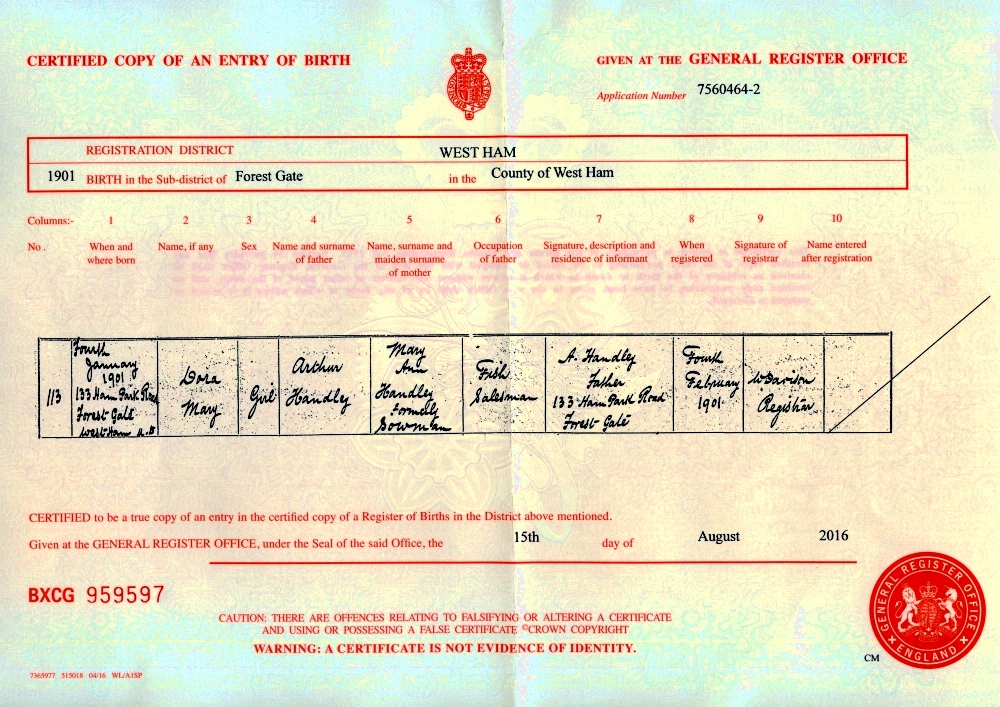 CERTIFIED COPY OF AN ENTRY OF BIRTH
GIVEN AT THE GENERAL REGISTER OFFICE
Application Number 7560464-2
REGISTRATION DISTRICT WEST HAM
1901 BIRTH in the Sub-district of Forest Gate in the County of West Ham
Columns:- 1 2 3 4 5 6 7 8 9 10
No. When and where born
Name, if any
Sex
Name and surname of father
Name, surname and maiden surname of mother
Occupation of father
Signature, description and residence of informant
When registered
Signature of registrar
Name entered after registration
113
Fourth
January
1901
133 Ham Park Road
Forest Gate
West Ham
Dora
Mary
Girl
Arthur
Handley
Mary
Ann
Handley
formerly
Bowman
Fish
Salesman
A. Handley
Father
133 Ham Park Road
Forest Gate
Fourth
February
1901
W Davison
Registrar
CERTIFIED to be a true copy of an entry in the certified copy of a Register of Births in the District above mentioned.
Given at the GENERAL REGISTER OFFICE, under the Seal of the said Office, the 15th day of August 2016
BXCG 959597
CAUTION: THERE ARE OFFENCES RELATING TO FALSIFYING OR ALTERING A CERTIFICATE
AND USING OR POSSESSING A FALSE CERTIFICATE ©CROWN COPYRIGHT
WARNING: A CERTIFICATE IS NOT EVIDENCE OF IDENTITY.
GENERAL REGISTER OFFICE
ENGLAND
CM
7365977 515018 04/16 WL/A1SP